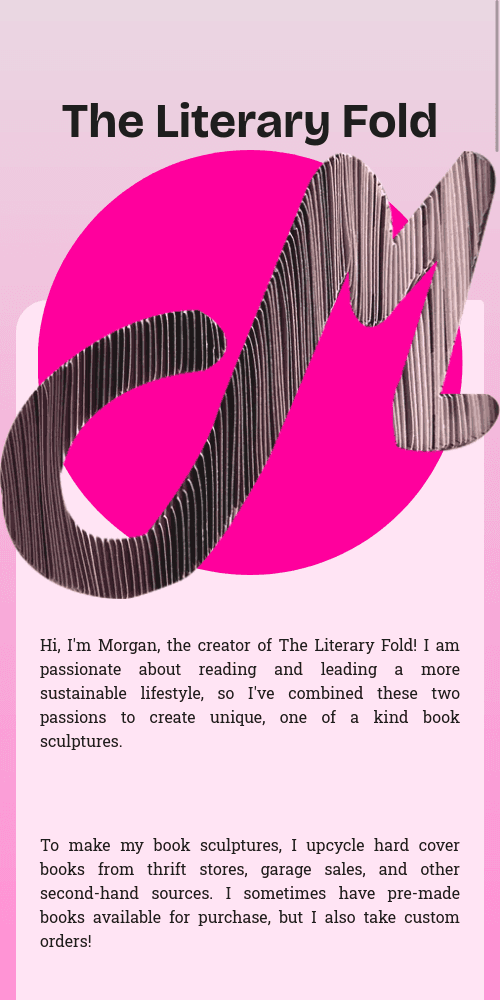 The Literary Fold
M
Hi, I'm Morgan, the creator of The Literary Fold! I am
passionate about reading and leading a more
sustainable lifestyle, so I've combined these two
passions to create unique, one of a kind book
sculptures.
To make my book sculptures, I upcycle hard cover
books from thrift stores, garage sales, and other
second-hand sources. I sometimes have pre-made
books available for purchase, but I also take custom
orders!